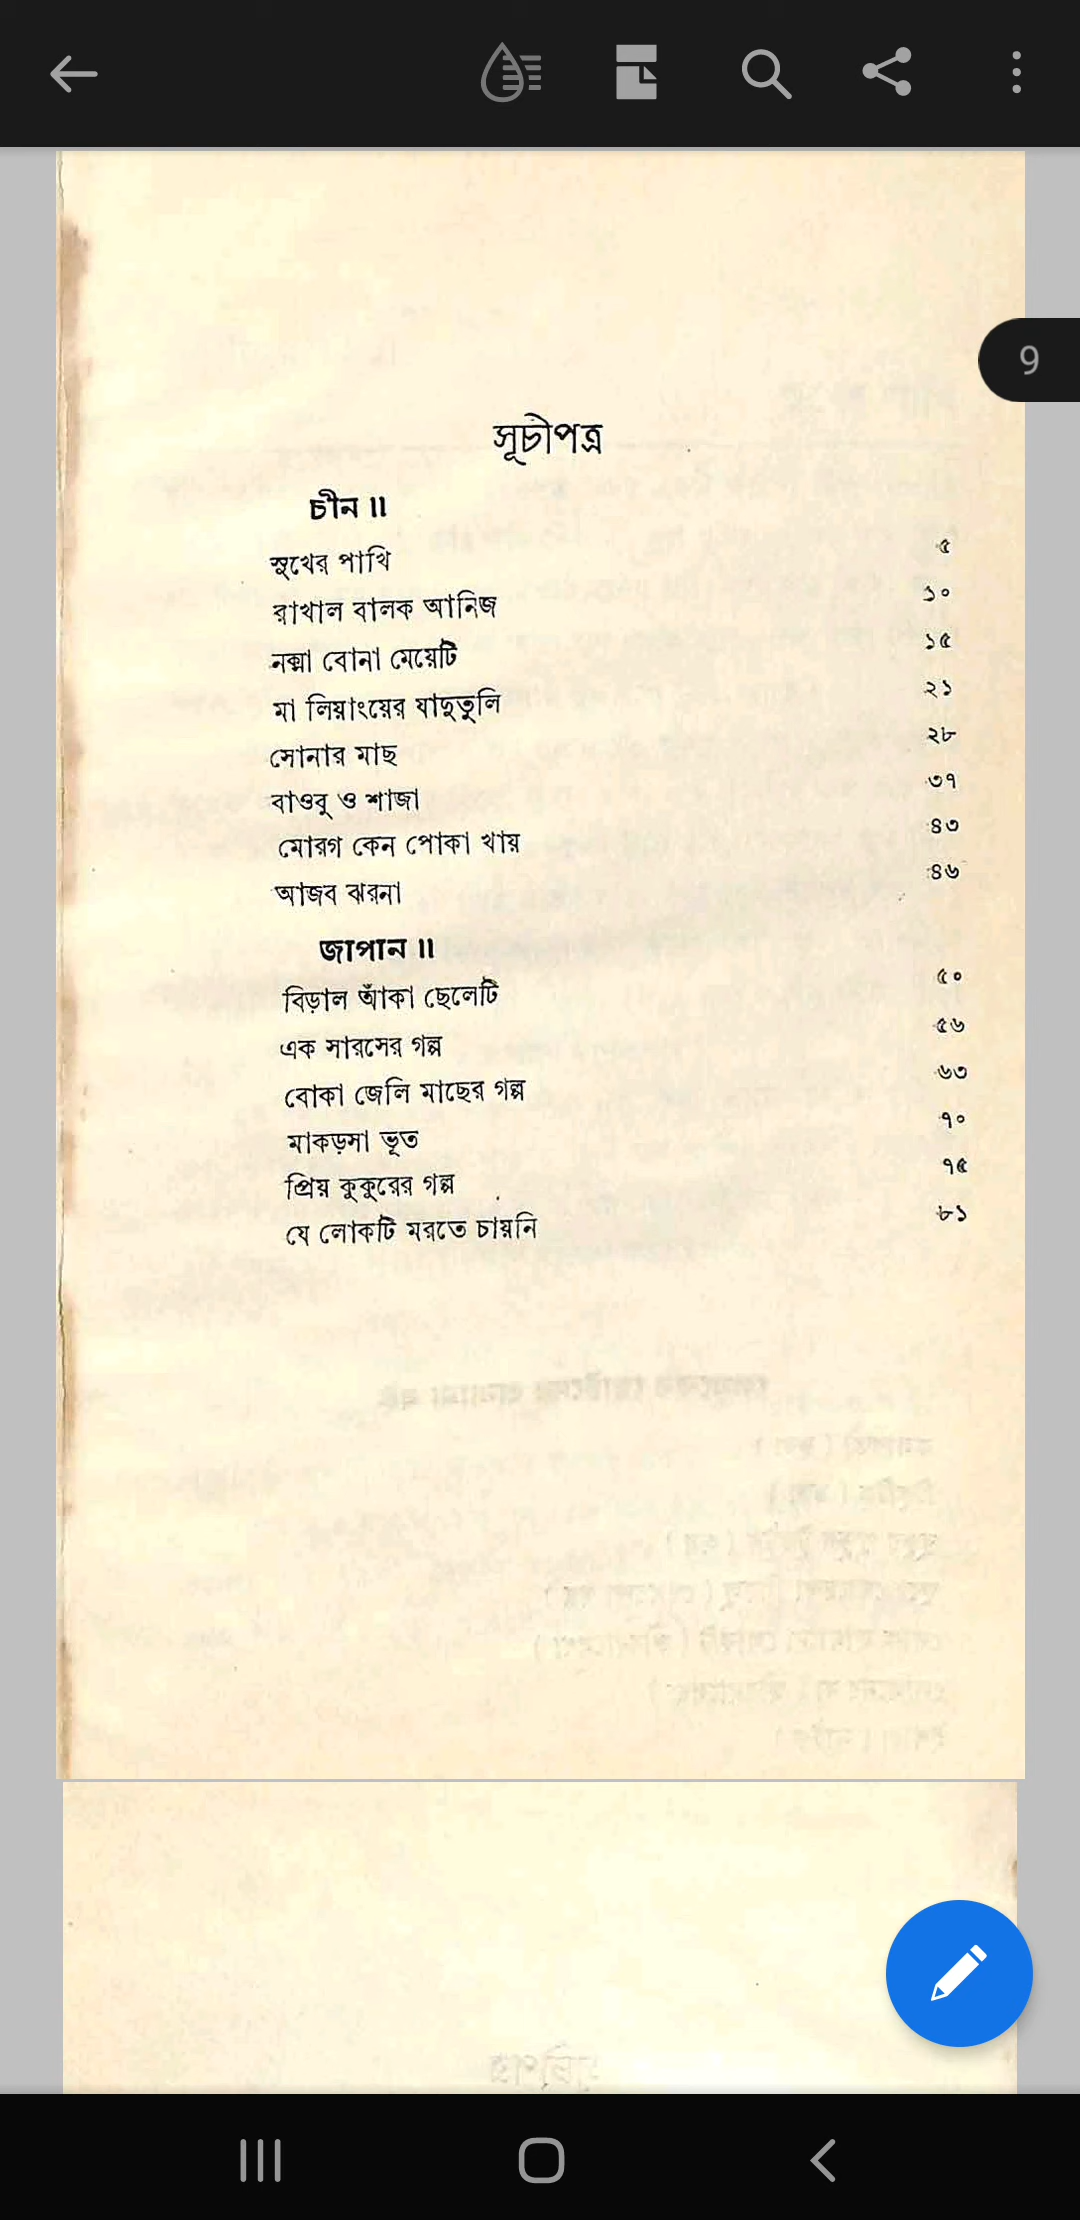 9
সূচীপত্র
চীন ॥
সুখের পাখি ৫
রাখাল বালক আনিজ ১০
নক্সা বোনা মেয়েটি ১৫
মা লিয়াংয়ের যাদুতুলি ২১
সোনার মাছ ২৮
বাওবু ও শাজা ৩৭
মোরগ কেন পোকা খায় ৪৩
আজব ঝরনা ৪৬
জাপান ॥
বিড়াল আঁকা ছেলেটি ৫০
এক সারসের গল্প ৫৬
বোকা জেলি মাছের গল্প ৬৩
মাকড়সা ভূত ৭০
প্রিয় কুকুরের গল্প ৭৫
যে লোকটি মরতে চায়নি ৮১